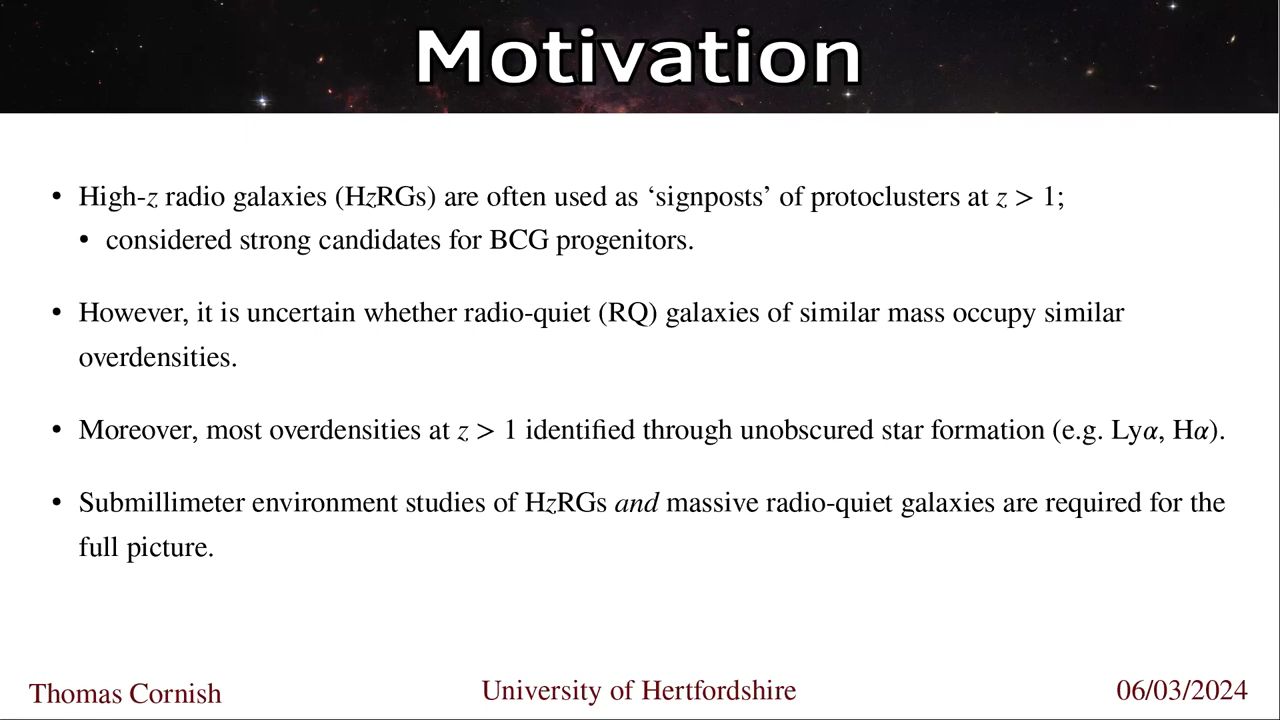 Motivation
• High-z radio galaxies (HzRGs) are often used as ‘signposts’ of protoclusters at z > 1;
• considered strong candidates for BCG progenitors.
• However, it is uncertain whether radio-quiet (RQ) galaxies of similar mass occupy similar
overdensities.
• Moreover, most overdensities at z > 1 identified through unobscured star formation (e.g. Lyα, Hα).
• Submillimeter environment studies of HzRGs and massive radio-quiet galaxies are required for the
full picture.
Thomas Cornish
University of Hertfordshire
06/03/2024